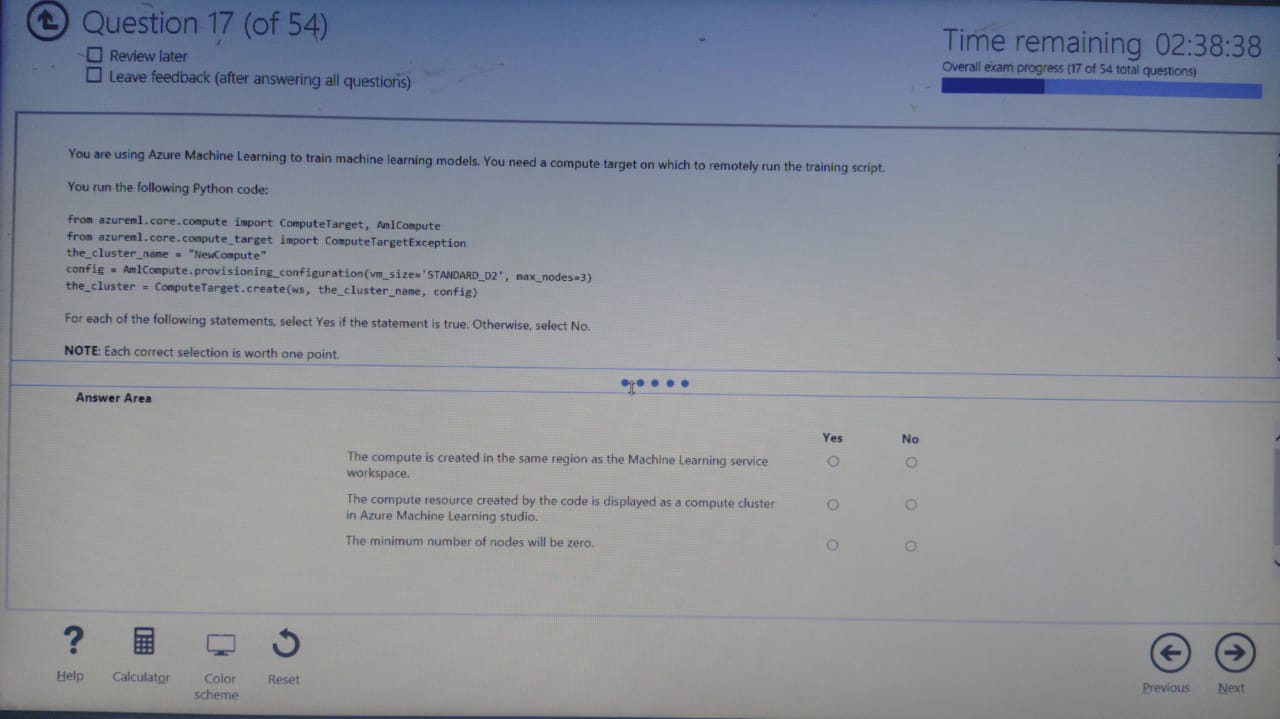 Question 17 (of 54)
Review later
Leave feedback (after answering all questions)
Time remaining 02:38:38
Overall exam progress (17 of 54 total questions)
You are using Azure Machine Learning to train machine learning models. You need a compute target on which to remotely run the training script.
You run the following Python code:
from azureml.core.compute import ComputeTarget, AmlCompute
from azureml.core.compute_target import ComputeTargetException
the_cluster_name = "NewCompute"
config = AmlCompute.provisioning_configuration(vm_size='STANDARD_D2', max_nodes=3)
the_cluster = ComputeTarget.create(ws, the_cluster_name, config)
For each of the following statements, select Yes if the statement is true. Otherwise, select No.
NOTE: Each correct selection is worth one point.
Answer Area
Yes No
The compute is created in the same region as the Machine Learning service
workspace.
The compute resource created by the code is displayed as a compute cluster
in Azure Machine Learning studio.
The minimum number of nodes will be zero.
Help
Calculator
Color
scheme
Reset
Previous
Next